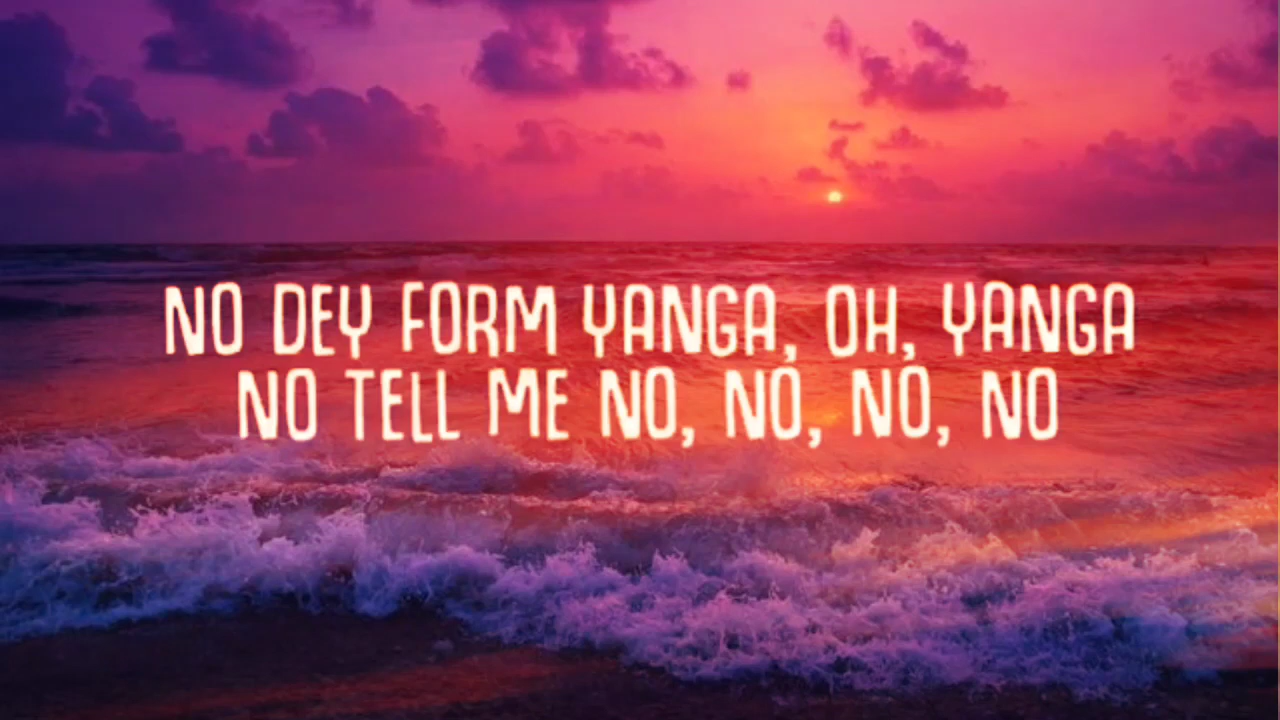 NO DEY FORM YANGA, OH, YANGA
NO TELL ME NO, NO, NO, NO